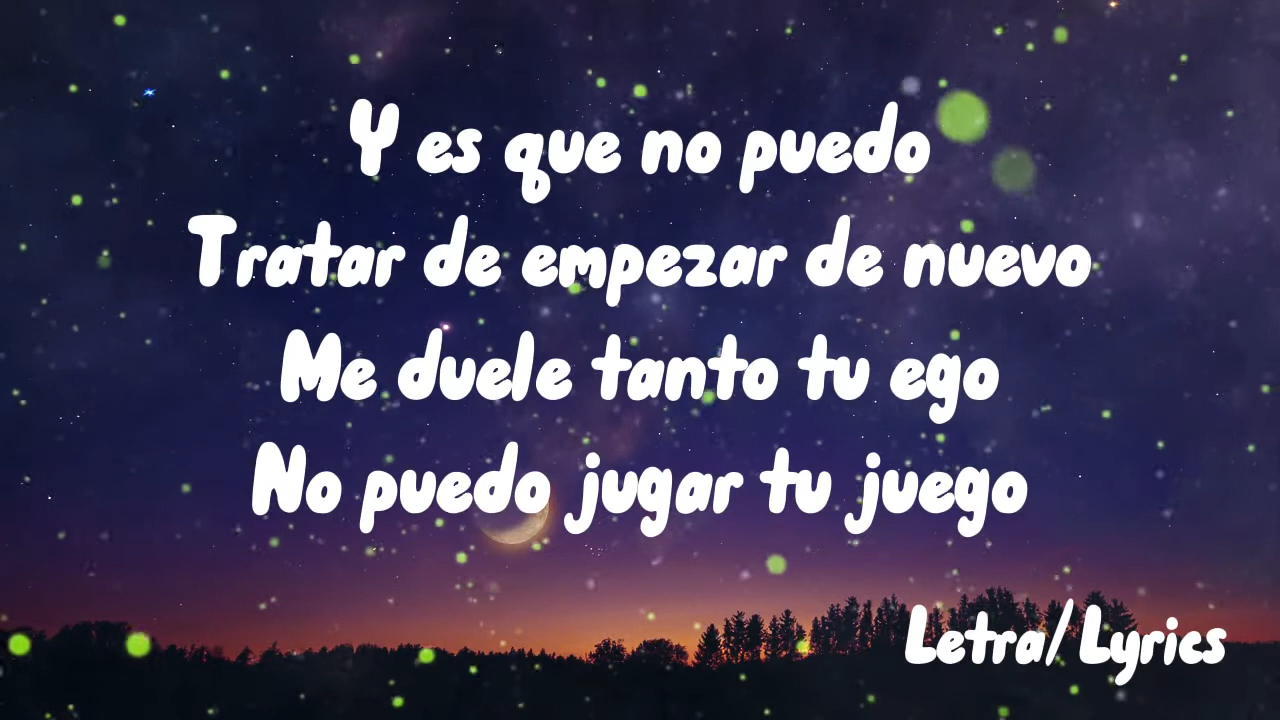 Y es que no puedo
Tratar de empezar de nuevo
Me duele tanto tu ego
No puedo jugar tu juego
Letra/Lyrics